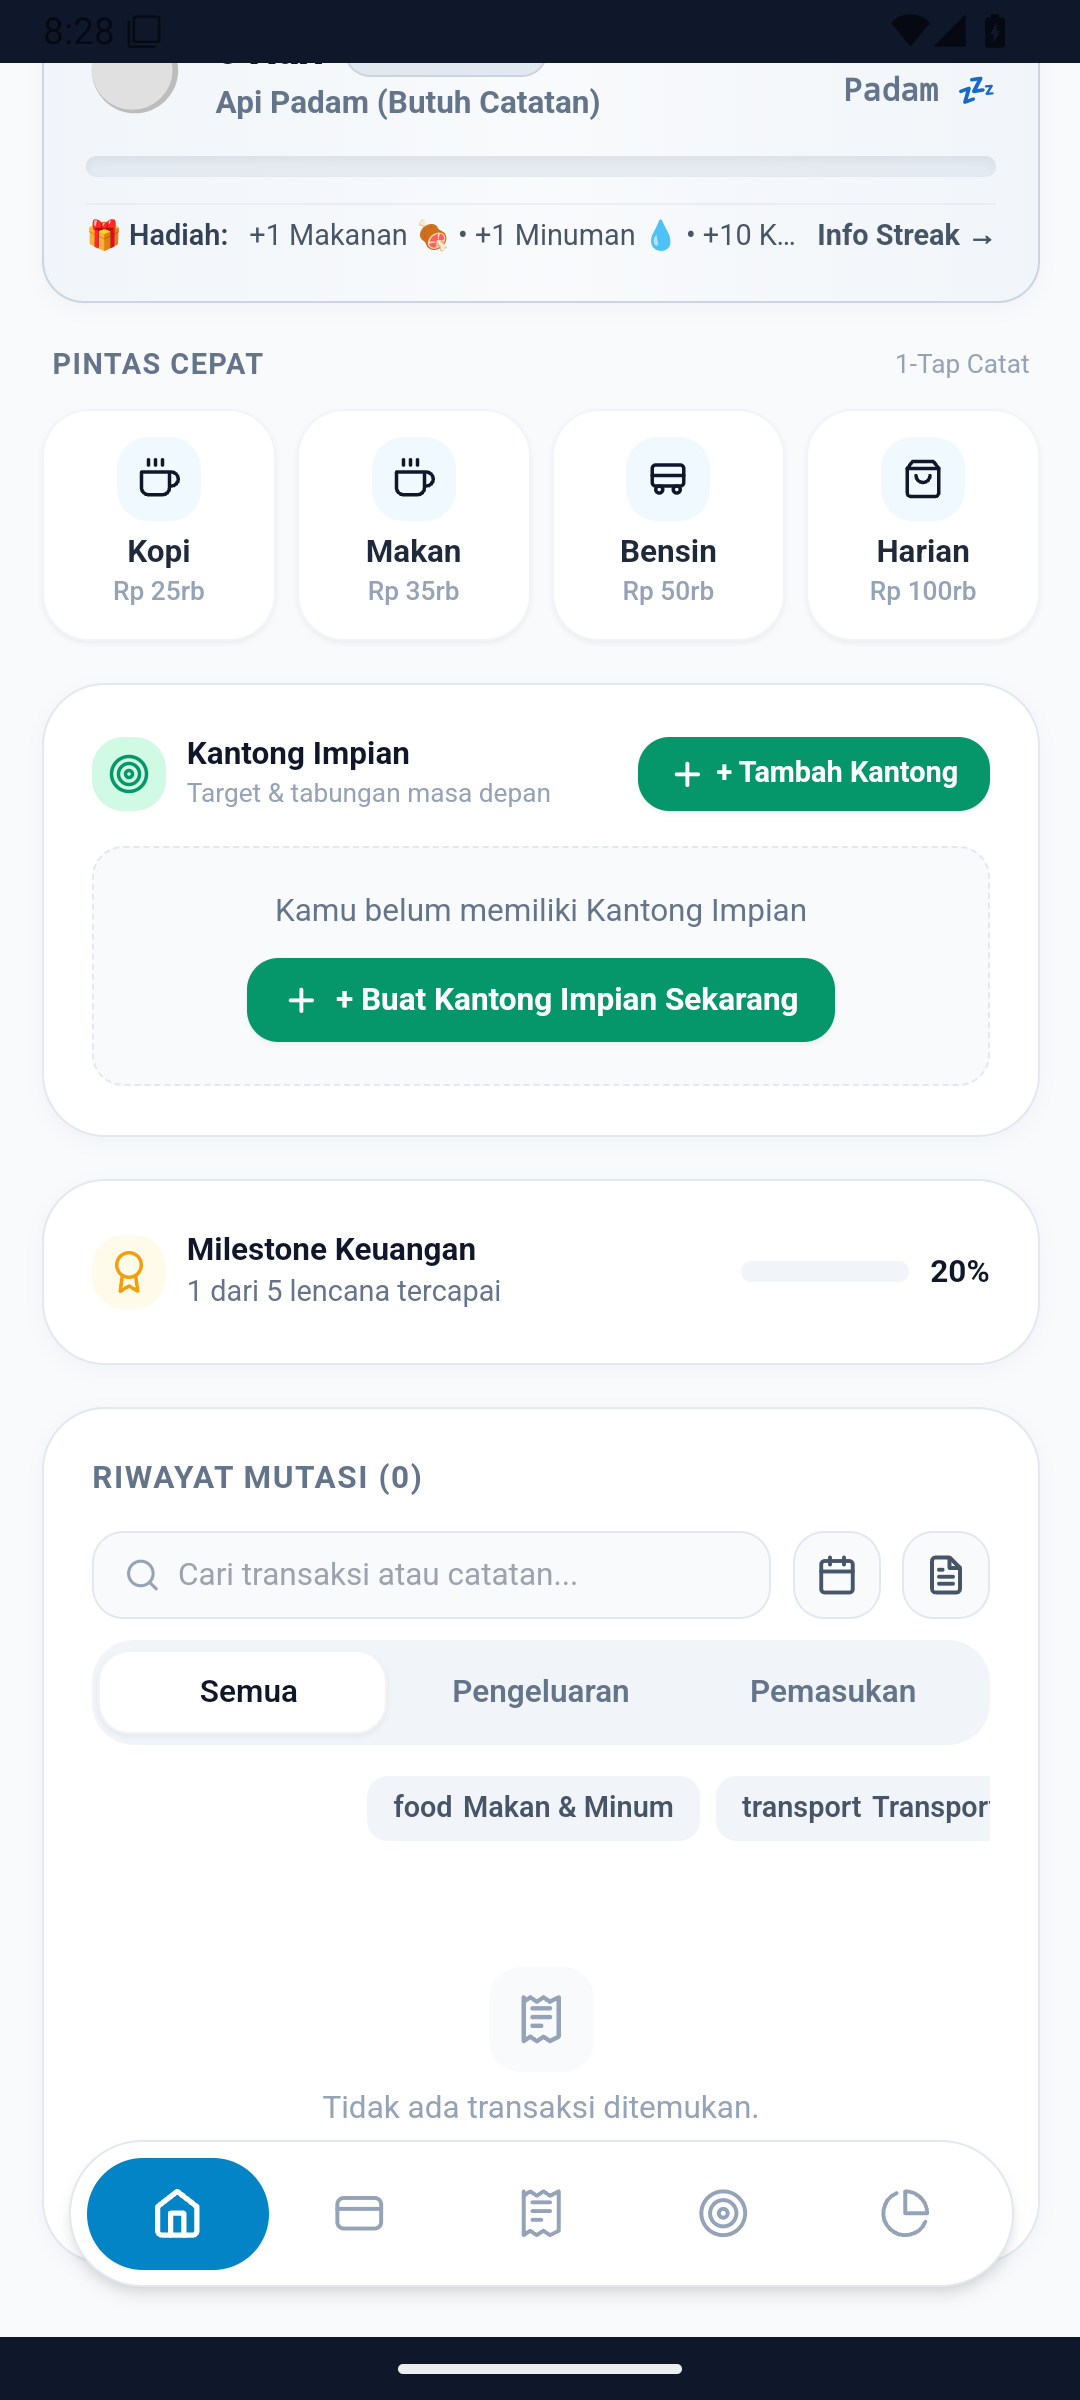 8:28
Api Padam (Butuh Catatan)
Padam 💤
🎁 Hadiah: +1 Makanan 🍖 • +1 Minuman 💧 • +10 K... Info Streak →
PINTAS CEPAT
1-Tap Catat
Kopi
Rp 25rb
Makan
Rp 35rb
Bensin
Rp 50rb
Harian
Rp 100rb
Kantong Impian
Target & tabungan masa depan
+ Tambah Kantong
Kamu belum memiliki Kantong Impian
+ Buat Kantong Impian Sekarang
Milestone Keuangan
1 dari 5 lencana tercapai
20%
RIWAYAT MUTASI (0)
Cari transaksi atau catatan...
Semua
Pengeluaran
Pemasukan
food Makan & Minum
transport Transpor
Tidak ada transaksi ditemukan.